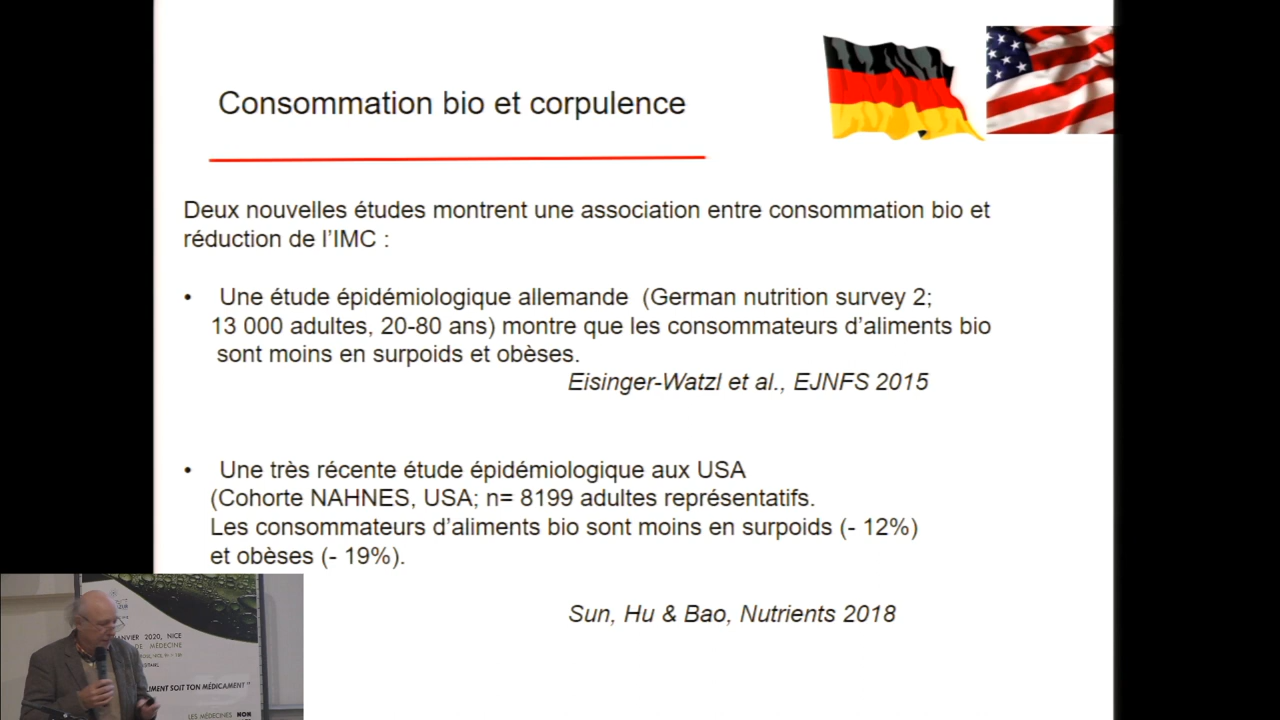 Consommation bio et corpulence
Deux nouvelles études montrent une association entre consommation bio et
réduction de l'IMC :
• Une étude épidémiologique allemande (German nutrition survey 2;
13 000 adultes, 20-80 ans) montre que les consommateurs d'aliments bio
sont moins en surpoids et obèses.
Eisinger-Watzl et al., EJNFS 2015
• Une très récente étude épidémiologique aux USA
(Cohorte NAHNES, USA; n= 8199 adultes représentatifs.
Les consommateurs d'aliments bio sont moins en surpoids (- 12%)
et obèses (- 19%).
Sun, Hu & Bao, Nutrients 2018
ANVIER 2020, NICE
DE MÉDECINE
LIMENT SOIT TON MÉDICAMENT "
LES MÉDECINES NON